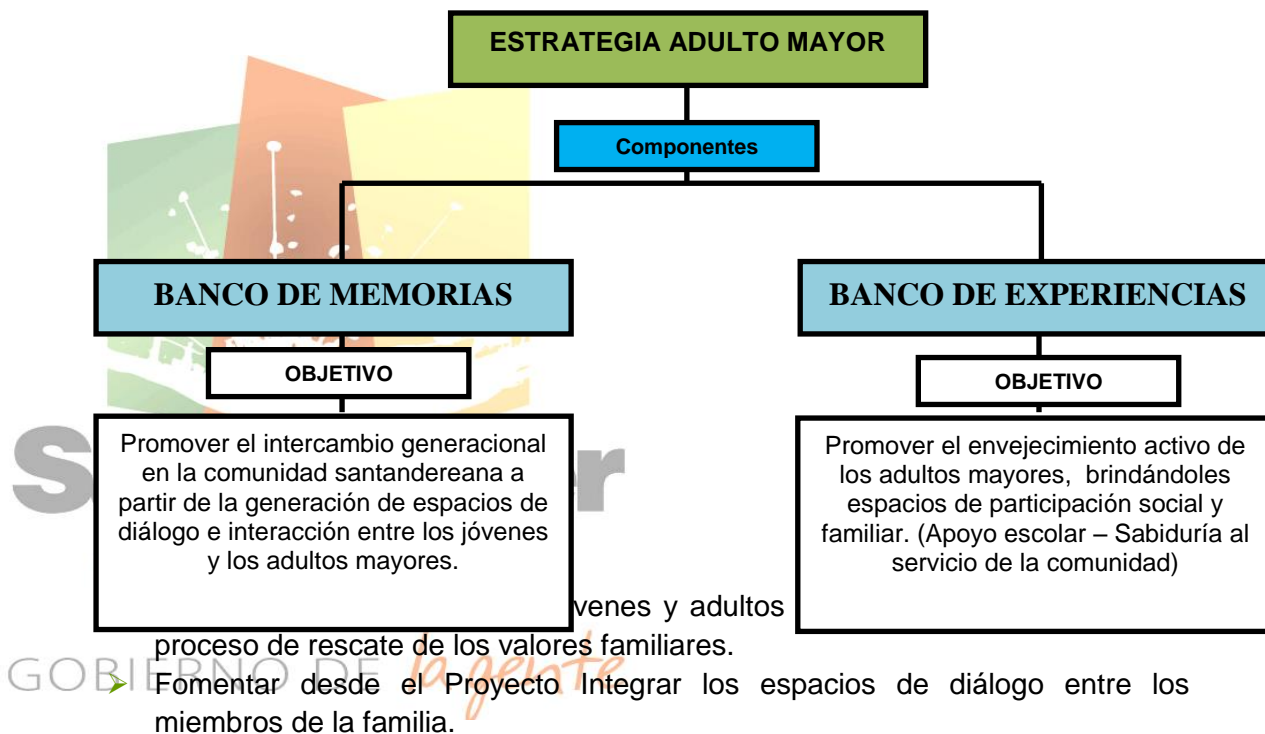 ESTRATEGIA ADULTO MAYOR
Componentes
BANCO DE MEMORIAS
OBJETIVO
Promover el intercambio generacional
en la comunidad santandereana a
partir de la generación de espacios de
diálogo e interacción entre los jóvenes
y los adultos mayores.
BANCO DE EXPERIENCIAS
OBJETIVO
Promover el envejecimiento activo de
los adultos mayores, brindándoles
espacios de participación social y
familiar. (Apoyo escolar – Sabiduría al
servicio de la comunidad)
venes y adultos
proceso de rescate de los valores familiares.
Fomentar desde el Proyecto Integrar los espacios de diálogo entre los
miembros de la familia.
GOBIERNO DE la gente